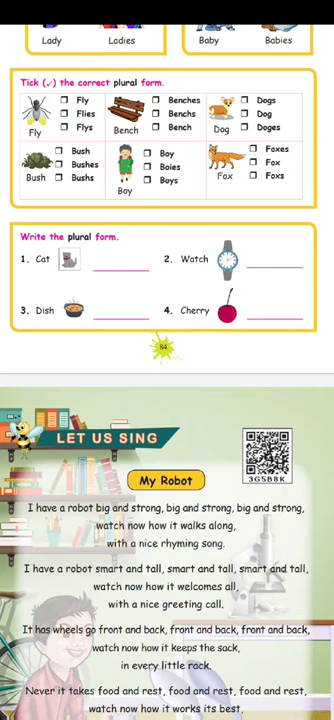 Lady Ladies Baby Babies
Tick (✓) the correct plural form.
Fly
Flies
Flys
Fly
Benches
Benchs
Bench
Bench
Dogs
Dog
Doges
Dog
Bush
Bushes
Bushs
Bush
Boy
Boies
Boys
Boy
Foxes
Fox
Foxs
Fox
Write the plural form.
1. Cat
2. Watch
3. Dish
4. Cherry
84
LET US SING
3G5B8K
My Robot
I have a robot big and strong, big and strong, big and strong,
watch now how it walks along,
with a nice rhyming song.
I have a robot smart and tall, smart and tall, smart and tall,
watch now how it welcomes all,
with a nice greeting call.
It has wheels go front and back, front and back, front and back,
watch now how it keeps the sack,
in every little rack.
Never it takes food and rest, food and rest, food and rest,
watch now how it works its best,